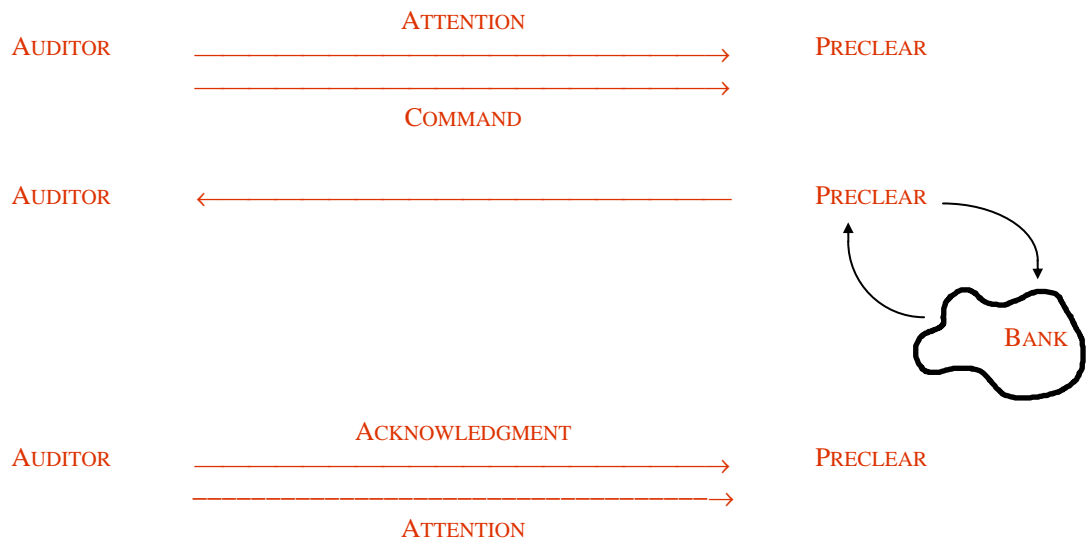 ATTENTION
AUDITOR PRECLEAR
COMMAND
AUDITOR PRECLEAR
BANK
ACKNOWLEDGMENT
AUDITOR PRECLEAR
ATTENTION